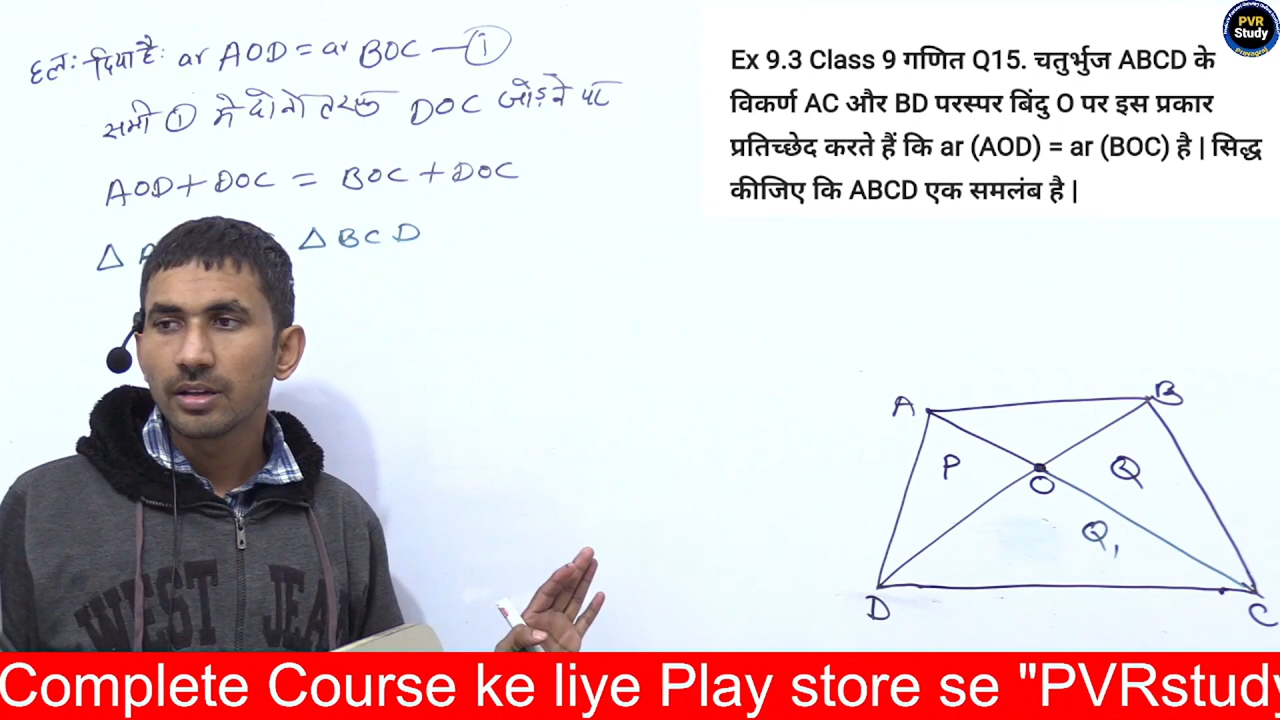 हल: दिया है: ar AOD = ar BOC — ①
समी ① मे दोनो तरफ DOC जोड़ने पर
AOD + DOC = BOC + DOC
△ A = △ BCD
PVR
Study
Ex 9.3 Class 9 गणित Q15. चतुर्भुज ABCD के
विकर्ण AC और BD परस्पर बिंदु O पर इस प्रकार
प्रतिच्छेद करते हैं कि ar (AOD) = ar (BOC) है | सिद्ध
कीजिए कि ABCD एक समलंब है |
A
B
P
O
Q
Q,
D
C
WEST JEA
Complete Course ke liye Play store se "PVRstudy